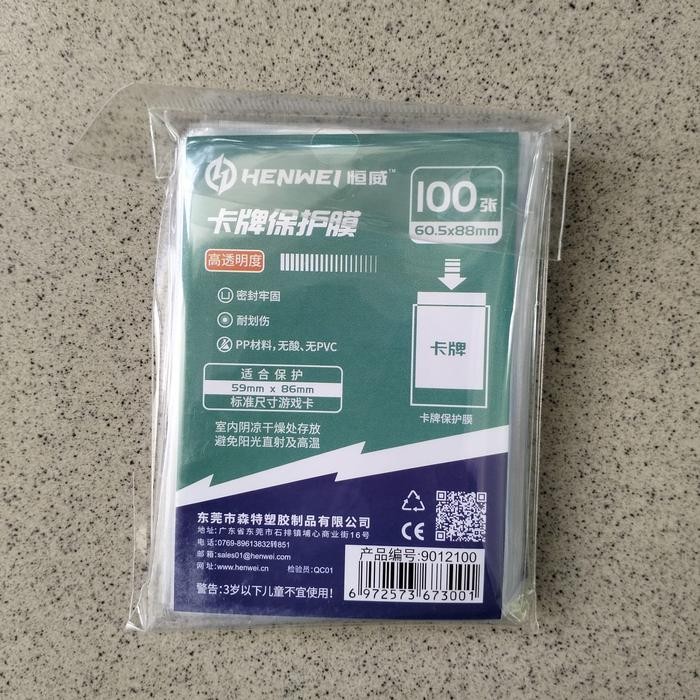 HENWEI 恒威™
100张
60.5x88mm
卡牌保护膜
高透明度
密封牢固
耐划伤
PP材料，无酸、无PVC
卡牌
卡牌保护膜
适合保护
59mm x 86mm
标准尺寸游戏卡
室内阴凉干燥处存放
避免阳光直射及高温
东莞市森特塑胶制品有限公司
地址:广东省东莞市石排镇埔心商业街16号
电话:0769-89613832转851
邮箱:sales01@henwei.com
网址:www.henwei.cn 检验员:QC01
警告:3岁以下儿童不宜使用!
CE
产品编号:9012100
6 972573 673001